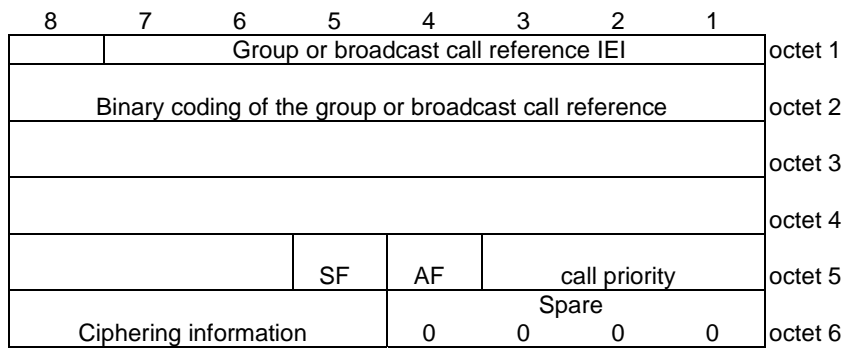 8 7 6 5 4 3 2 1
Group or broadcast call reference IEI octet 1
Binary coding of the group or broadcast call reference octet 2
octet 3
octet 4
SF AF call priority octet 5
Spare
Ciphering information 0 0 0 0 octet 6